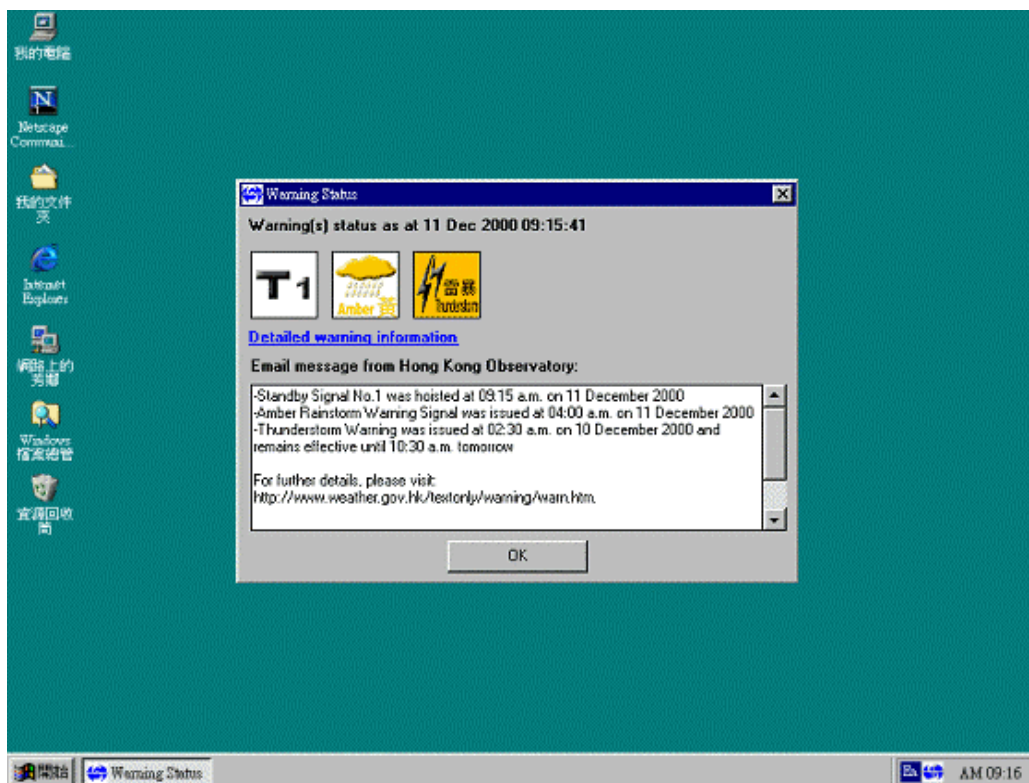 我的電腦
Netscape
Communi...
我的文件
夾
Internet
Explorer
網路上的
芳鄰
Windows
檔案總管
資源回收
筒
Warning Status
Warning(s) status as at 11 Dec 2000 09:15:41
T 1
Amber 黃
雷暴
Thunderstorm
Detailed warning information
Email message from Hong Kong Observatory:
-Standby Signal No.1 was hoisted at 09:15 a.m. on 11 December 2000
-Amber Rainstorm Warning Signal was issued at 04:00 a.m. on 11 December 2000
-Thunderstorm Warning was issued at 02:30 a.m. on 10 December 2000 and
remains effective until 10:30 a.m. tomorrow
For further details, please visit:
http://www.weather.gov.hk/textonly/warning/warn.htm.
OK
開始
Warning Status
En
AM 09:16